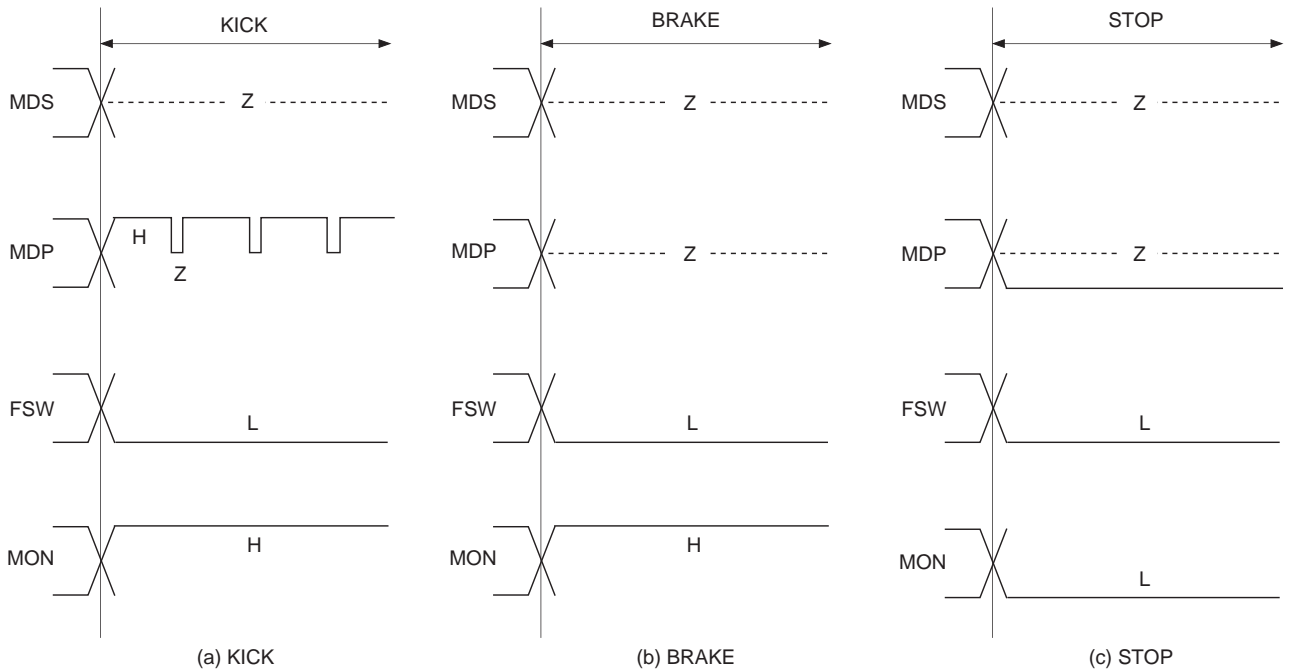 KICK
BRAKE
STOP
MDS
Z
MDS
Z
MDS
Z
MDP
H
Z
MDP
Z
MDP
Z
FSW
L
FSW
L
FSW
L
MON
H
MON
H
MON
L
(a) KICK
(b) BRAKE
(c) STOP